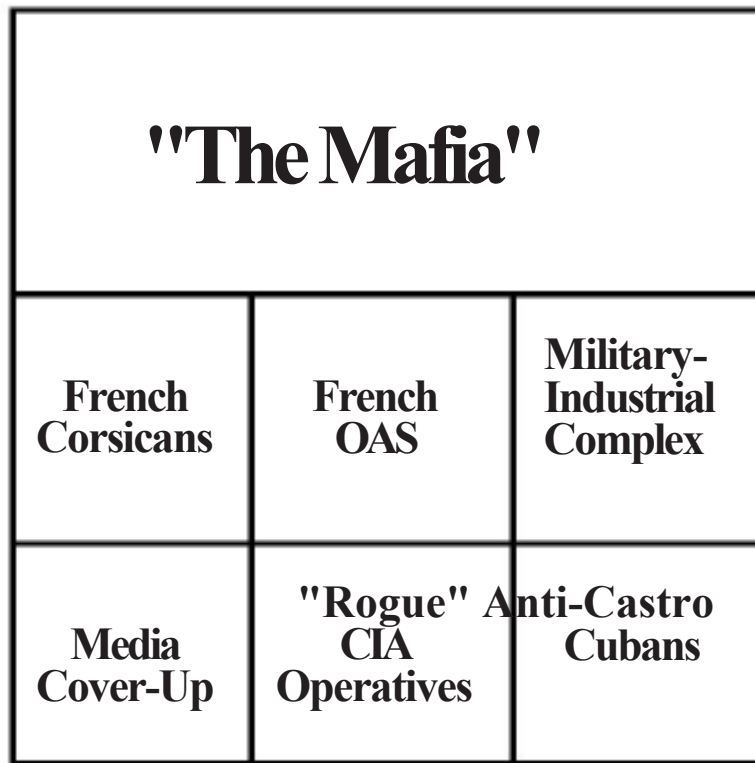 "The Mafia"
French
Corsicans
French
OAS
Military-
Industrial
Complex
Media
Cover-Up
"Rogue"
CIA
Operatives
Anti-Castro
Cubans